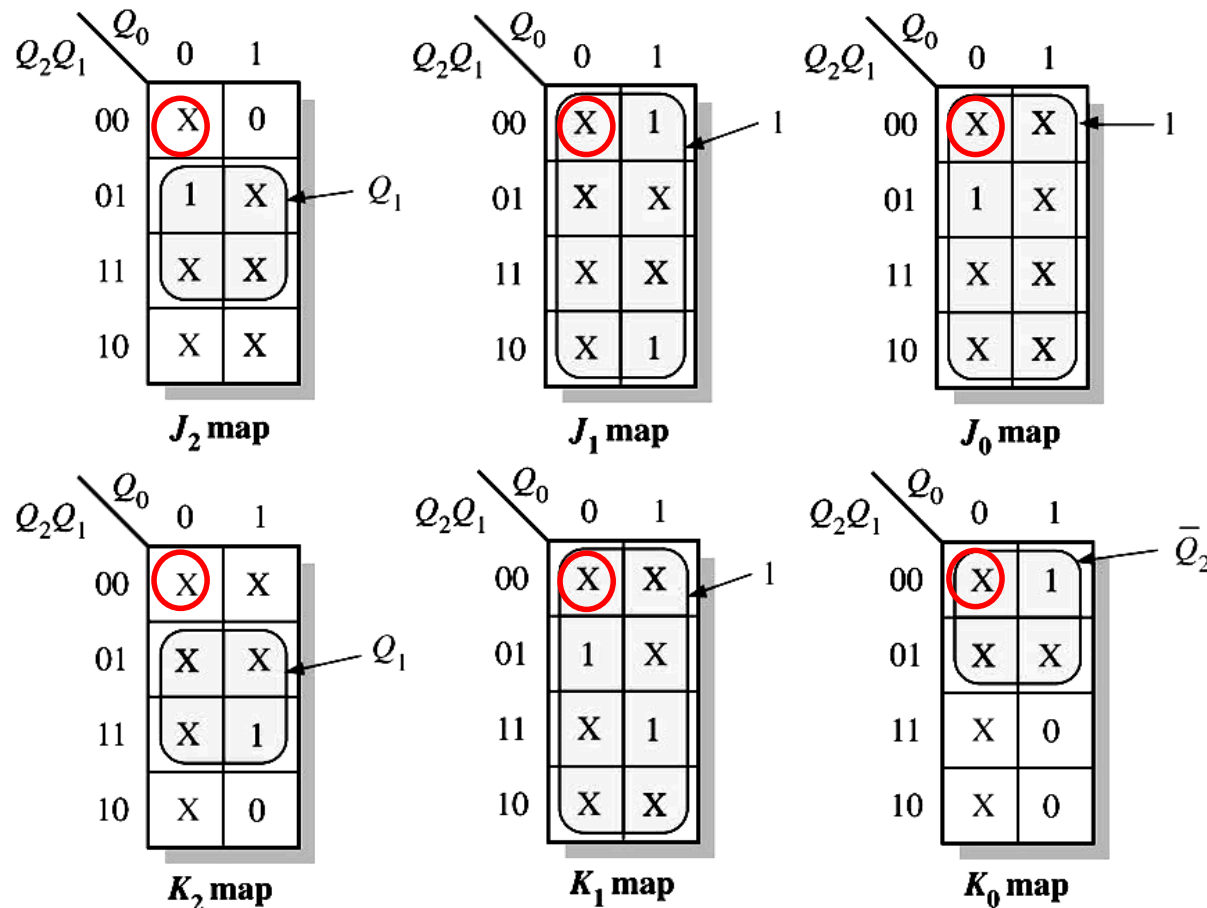 Q0 Q0 Q0
0 1 0 1 0 1
Q2Q1 Q2Q1 Q2Q1
00 X 0 00 X 1 1 00 X X 1
01 1 X Q1 01 X X 01 1 X
11 X X 11 X X 11 X X
10 X X 10 X 1 10 X X
J2 map J1 map J0 map
Q0 Q0 Q0
0 1 0 1 0 1
Q2Q1 Q2Q1 Q2Q1 Q̅2
00 X X 00 X X 1 00 X 1
01 X X Q1 01 1 X 01 X X
11 X 1 11 X 1 11 X 0
10 X 0 10 X X 10 X 0
K2 map K1 map K0 map